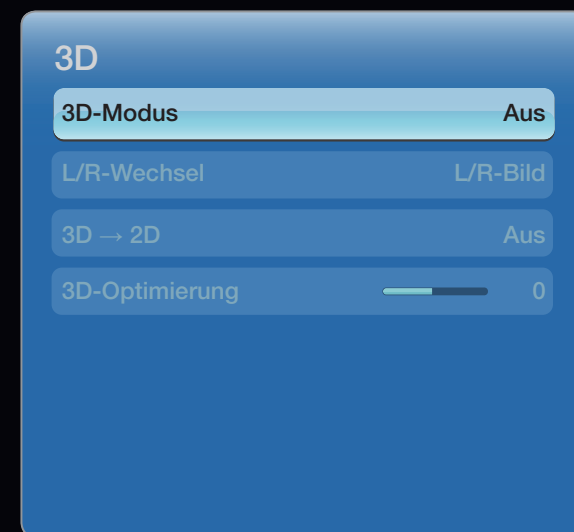 3D
3D-Modus Aus
L/R-Wechsel L/R-Bild
3D → 2D Aus
3D-Optimierung 0